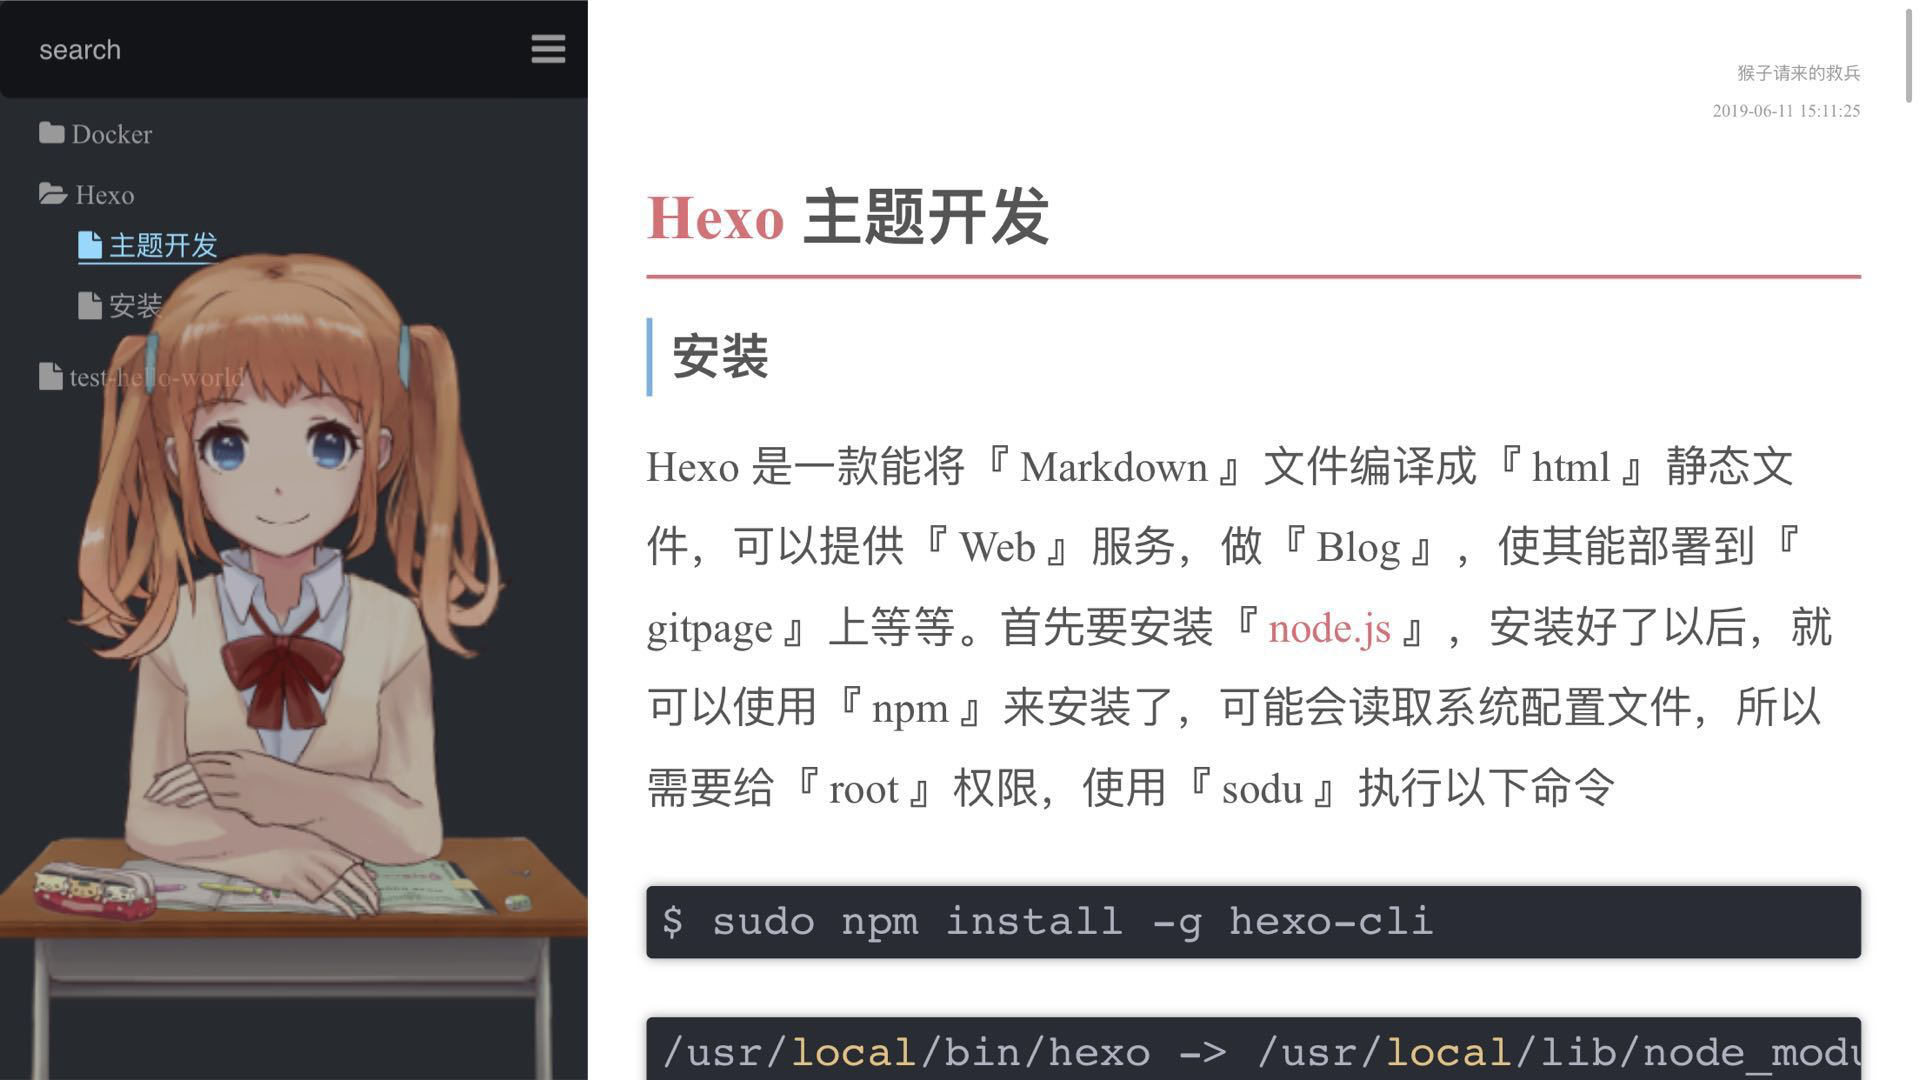 search
Docker
Hexo
主题开发
安装
test-hello-world
猴子请来的救兵
2019-06-11 15:11:25
Hexo 主题开发
安装
Hexo 是一款能将『 Markdown 』文件编译成『 html 』静态文
件，可以提供『 Web 』服务，做『 Blog 』，使其能部署到『
gitpage 』上等等。首先要安装『 node.js 』，安装好了以后，就
可以使用『 npm 』来安装了，可能会读取系统配置文件，所以
需要给『 root 』权限，使用『 sodu 』执行以下命令
$ sudo npm install -g hexo-cli
/usr/local/bin/hexo -> /usr/local/lib/node_modu